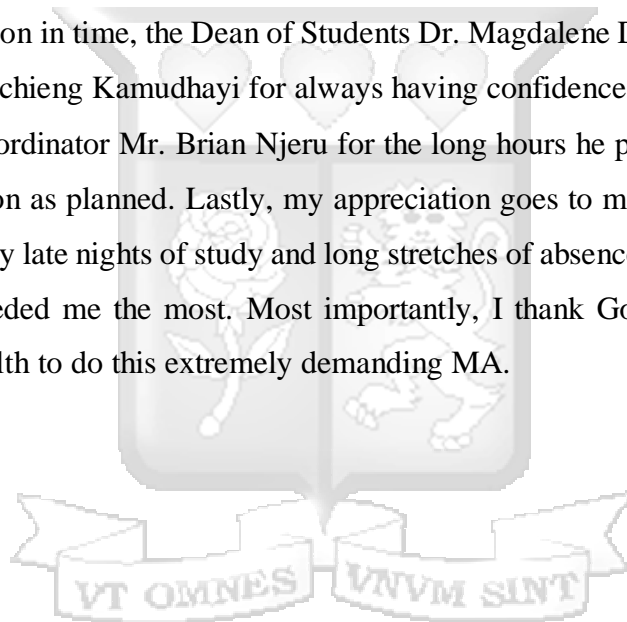 on in time, the Dean of Students Dr. Magdalene D
chieng Kamudhayi for always having confidence
ordinator Mr. Brian Njeru for the long hours he p
on as planned. Lastly, my appreciation goes to m
y late nights of study and long stretches of absenc
eded me the most. Most importantly, I thank Go
lth to do this extremely demanding MA.
VT OMNES VNVM SINT